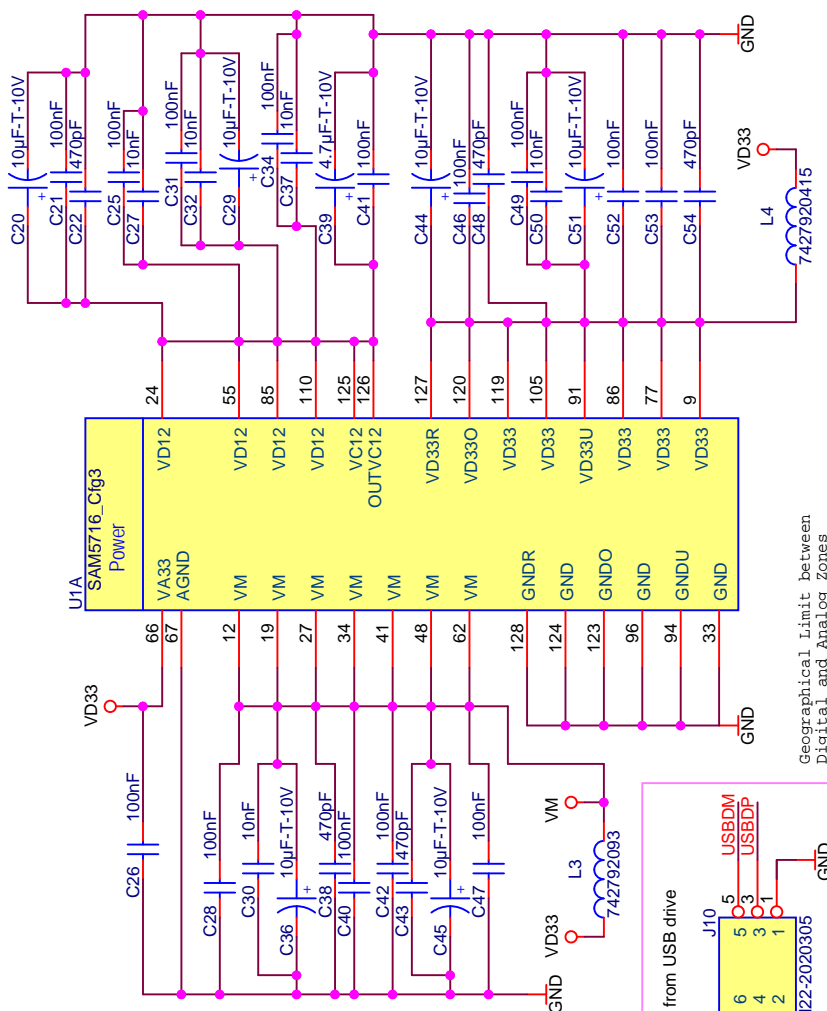 C20 10µF-T-10V
C21 100nF
C22 470pF
C25 100nF
C27 10nF
C31 100nF
C32 10nF
C29 10µF-T-10V
C34 100nF
C37 10nF
C39 4.7µF-T-10V
C41 100nF
C44 10µF-T-10V
C46 100nF
C48 470pF
C49 100nF
C50 10nF
C51 10µF-T-10V
C52 100nF
C53 100nF
C54 470pF
GND
VD33
L4
7427920415
24 VD12
55 VD12
85 VD12
110 VD12
125 VC12
126 OUTVC12
127 VD33R
120 VD33O
119 VD33
105 VD33
91 VD33U
86 VD33
77 VD33
9 VD33
U1A
SAM5716_Cfg3
Power
66 VA33
67 AGND
12 VM
19 VM
27 VM
34 VM
41 VM
48 VM
62 VM
128 GNDR
124 GND
123 GNDO
96 GND
94 GNDU
33 GND
VD33
GND
C26 100nF
C28 100nF
C30 10nF
C36 10µF-T-10V
C38 470pF
C40 100nF
C42 100nF
C43 470pF
C45 10µF-T-10V
C47 100nF
GND
VM
L3
742792093
VD33
Geographical Limit between
Digital and Analog Zones
from USB drive
J10
USBDM
USBDP
5 3 1
5 3 1
6 4 2
GND